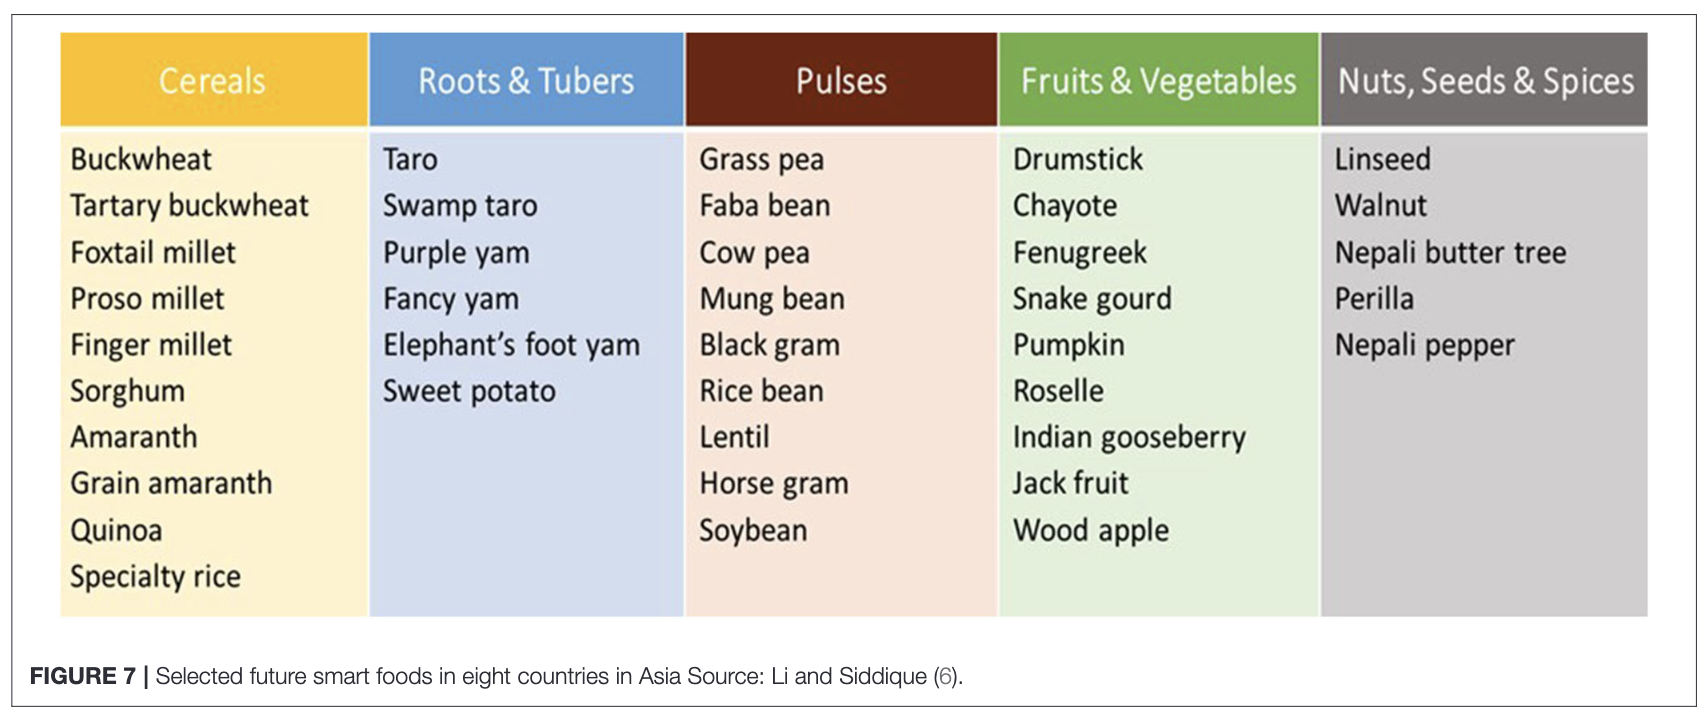 Cereals
Roots & Tubers
Pulses
Fruits & Vegetables
Nuts, Seeds & Spices
Buckwheat
Tartary buckwheat
Foxtail millet
Proso millet
Finger millet
Sorghum
Amaranth
Grain amaranth
Quinoa
Specialty rice
Taro
Swamp taro
Purple yam
Fancy yam
Elephant’s foot yam
Sweet potato
Grass pea
Faba bean
Cow pea
Mung bean
Black gram
Rice bean
Lentil
Horse gram
Soybean
Drumstick
Chayote
Fenugreek
Snake gourd
Pumpkin
Roselle
Indian gooseberry
Jack fruit
Wood apple
Linseed
Walnut
Nepali butter tree
Perilla
Nepali pepper
FIGURE 7 | Selected future smart foods in eight countries in Asia Source: Li and Siddique (6).